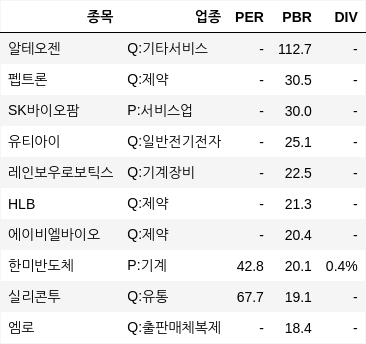 종목 업종 PER PBR DIV
알테오젠 Q:기타서비스 - 112.7 -
펩트론 Q:제약 - 30.5 -
SK바이오팜 P:서비스업 - 30.0 -
유티아이 Q:일반전기전자 - 25.1 -
레인보우로보틱스 Q:기계장비 - 22.5 -
HLB Q:제약 - 21.3 -
에이비엘바이오 Q:제약 - 20.4 -
한미반도체 P:기계 42.8 20.1 0.4%
실리콘투 Q:유통 67.7 19.1 -
엠로 Q:출판매체복제 - 18.4 -